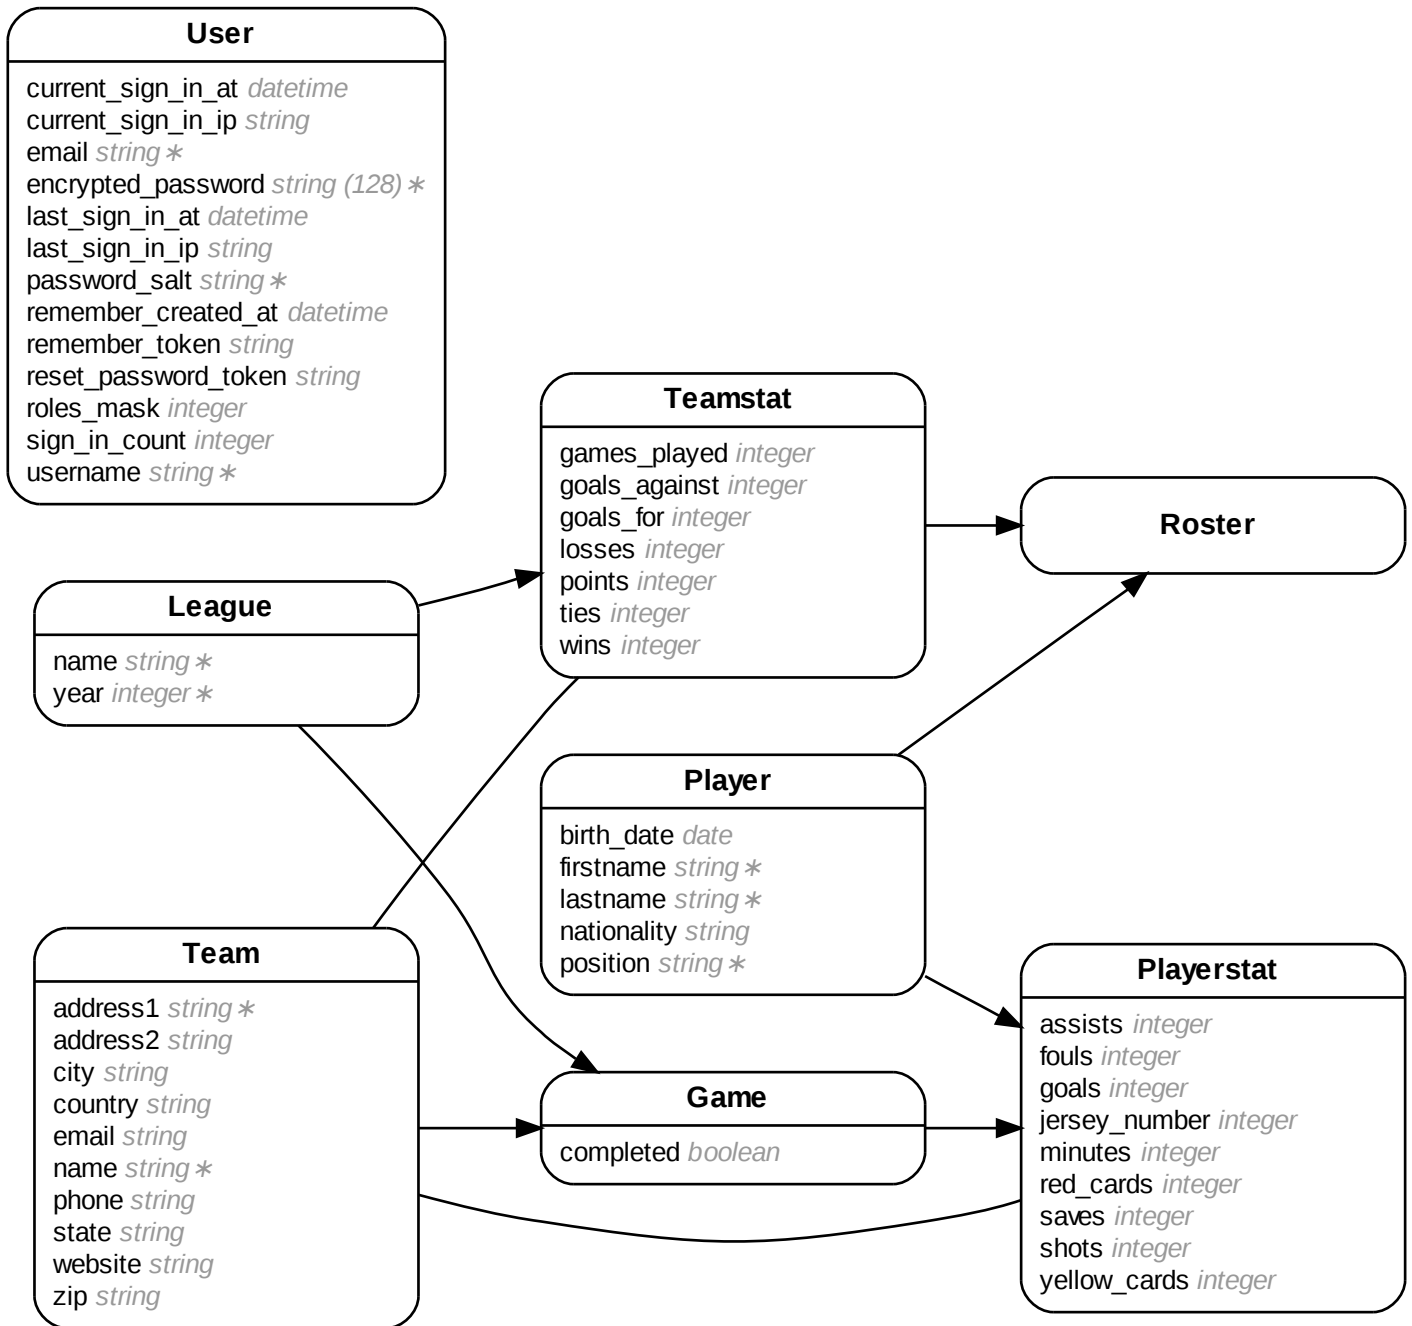 User
current_sign_in_at datetime
current_sign_in_ip string
email string ∗
encrypted_password string (128) ∗
last_sign_in_at datetime
last_sign_in_ip string
password_salt string ∗
remember_created_at datetime
remember_token string
reset_password_token string
roles_mask integer
sign_in_count integer
username string ∗
Teamstat
games_played integer
goals_against integer
goals_for integer
losses integer
points integer
ties integer
wins integer
Roster
League
name string ∗
year integer ∗
Player
birth_date date
firstname string ∗
lastname string ∗
nationality string
position string ∗
Team
address1 string ∗
address2 string
city string
country string
email string
name string ∗
phone string
state string
website string
zip string
Game
completed boolean
Playerstat
assists integer
fouls integer
goals integer
jersey_number integer
minutes integer
red_cards integer
saves integer
shots integer
yellow_cards integer